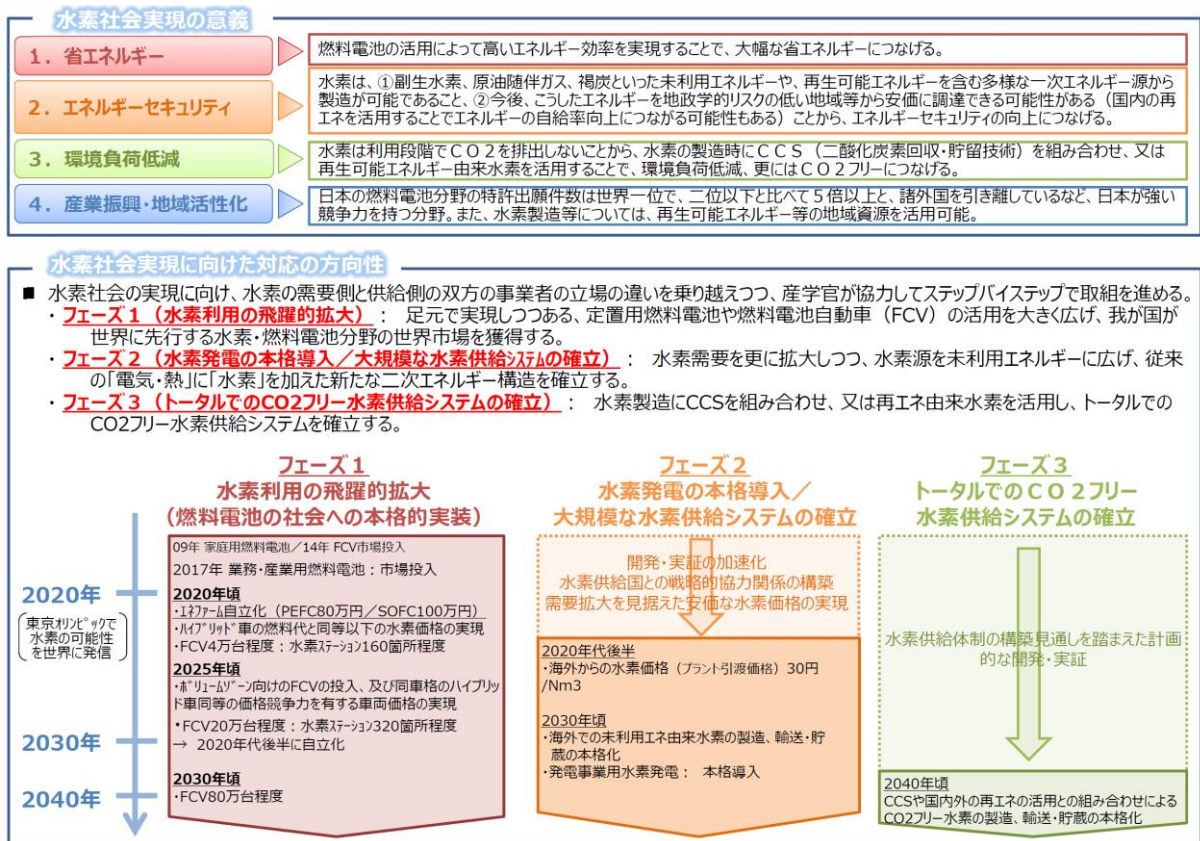 水素社会実現の意義
1．省エネルギー
燃料電池の活用によって高いエネルギー効率を実現することで、大幅な省エネルギーにつなげる。
2．エネルギーセキュリティ
水素は、①副生水素、原油随伴ガス、褐炭といった未利用エネルギーや、再生可能エネルギーを含む多様な一次エネルギー源から
製造が可能であること、②今後、こうしたエネルギーを地政学的リスクの低い地域等から安価に調達できる可能性がある（国内の再
エネを活用することでエネルギーの自給率向上につながる可能性もある）ことから、エネルギーセキュリティの向上につなげる。
3．環境負荷低減
水素は利用段階でＣＯ２を排出しないことから、水素の製造時にＣＣＳ（二酸化炭素回収・貯留技術）を組み合わせ、又は
再生可能エネルギー由来水素を活用することで、環境負荷低減、更にはＣＯ２フリーにつなげる。
4．産業振興・地域活性化
日本の燃料電池分野の特許出願件数は世界一位で、二位以下と比べて５倍以上と、諸外国を引き離しているなど、日本が強い
競争力を持つ分野。また、水素製造等については、再生可能エネルギー等の地域資源を活用可能。
水素社会実現に向けた対応の方向性
■ 水素社会の実現に向け、水素の需要側と供給側の双方の事業者の立場の違いを乗り越えつつ、産学官が協力してステップバイステップで取組を進める。
・フェーズ１（水素利用の飛躍的拡大）： 足元で実現しつつある、定置用燃料電池や燃料電池自動車（FCV）の活用を大きく広げ、我が国が
世界に先行する水素・燃料電池分野の世界市場を獲得する。
・フェーズ２（水素発電の本格導入／大規模な水素供給ｼｽﾃﾑの確立）： 水素需要を更に拡大しつつ、水素源を未利用エネルギーに広げ、従来
の「電気・熱」に「水素」を加えた新たな二次エネルギー構造を確立する。
・フェーズ３（トータルでのCO2フリー水素供給システムの確立）： 水素製造にCCSを組み合わせ、又は再エネ由来水素を活用し、トータルでの
CO2フリー水素供給システムを確立する。
フェーズ１
水素利用の飛躍的拡大
（燃料電池の社会への本格的実装）
09年 家庭用燃料電池／14年 FCV市場投入
2017年 業務・産業用燃料電池：市場投入
2020年頃
・ｴﾈﾌｧｰﾑ自立化（PEFC80万円／SOFC100万円）
・ﾊｲﾌﾞﾘｯﾄﾞ車の燃料代と同等以下の水素価格の実現
・FCV4万台程度：水素ｽﾃｰｼｮﾝ160箇所程度
2025年頃
・ﾎﾞﾘｭｰﾑｿﾞｰﾝ向けのFCVの投入、及び同車格のハイブリッ
ド車同等の価格競争力を有する車両価格の実現
・FCV20万台程度：水素ｽﾃｰｼｮﾝ320箇所程度
→ 2020年代後半に自立化
2030年頃
・FCV80万台程度
フェーズ２
水素発電の本格導入／
大規模な水素供給システムの確立
開発・実証の加速化
水素供給国との戦略的協力関係の構築
需要拡大を見据えた安価な水素価格の実現
2020年代後半
・海外からの水素価格（プラント引渡価格）30円
/Nm3
2030年頃
・海外での未利用エネ由来水素の製造、輸送・貯
蔵の本格化
・発電事業用水素発電： 本格導入
フェーズ３
トータルでのＣＯ２フリー
水素供給システムの確立
水素供給体制の構築見通しを踏まえた計画
的な開発・実証
2040年頃
CCSや国内外の再エネの活用との組み合わせによる
CO2フリー水素の製造、輸送・貯蔵の本格化
2020年
東京ｵﾘﾝﾋﾟｯｸで
水素の可能性
を世界に発信
2030年
2040年